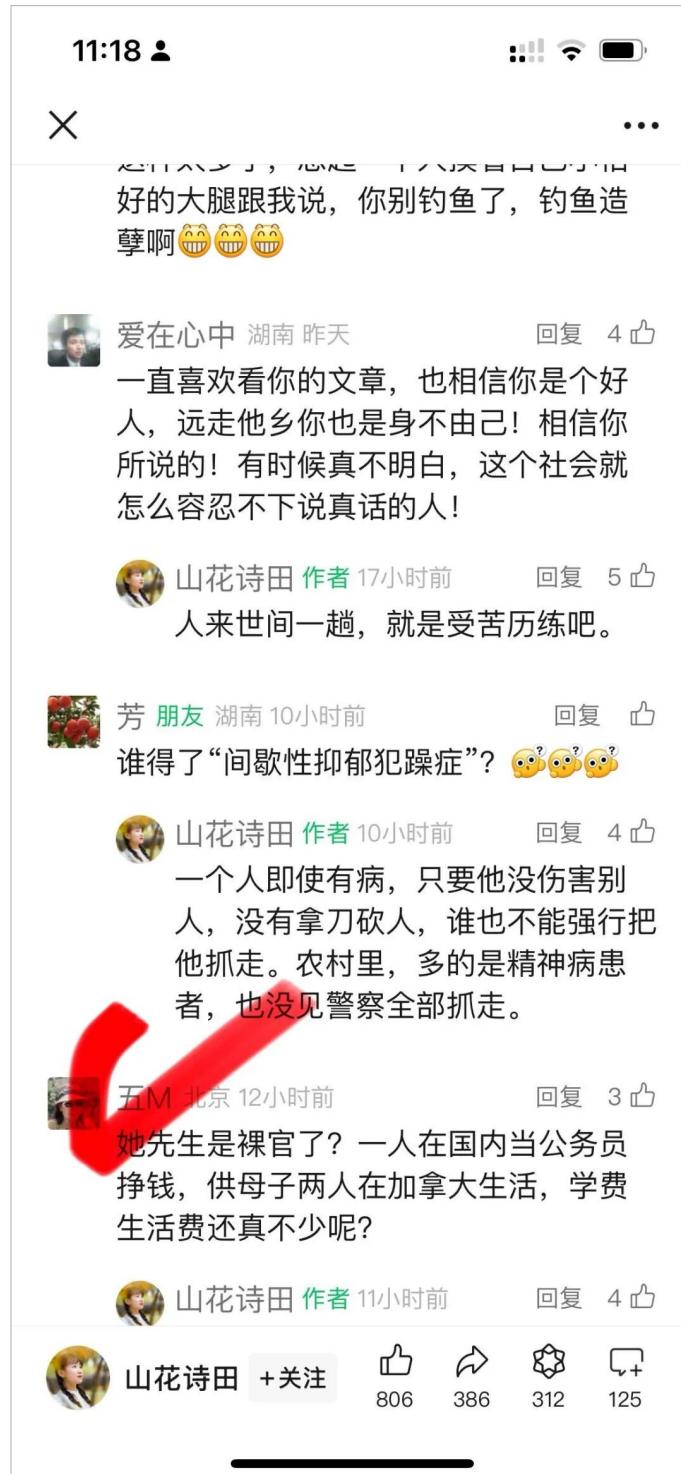 11:18
好的大腿跟我说，你别钓鱼了，钓鱼造
孽啊😁😁😁
爱在心中 湖南 昨天 回复 4
一直喜欢看你的文章，也相信你是个好
人，远走他乡你也是身不由己！相信你
所说的！有时候真不明白，这个社会就
怎么容忍不下说真话的人！
山花诗田 作者 17小时前 回复 5
人来世间一趟，就是受苦历练吧。
芳 朋友 湖南 10小时前 回复
谁得了“间歇性抑郁犯躁症”？
山花诗田 作者 10小时前 回复 4
一个人即使有病，只要他没伤害别
人，没有拿刀砍人，谁也不能强行把
他抓走。农村里，多的是精神病患
者，也没见警察全部抓走。
五M 北京 12小时前 回复 3
她先生是裸官了？一人在国内当公务员
挣钱，供母子两人在加拿大生活，学费
生活费还真不少呢？
山花诗田 作者 11小时前 回复 4
山花诗田 +关注 806 386 312 125